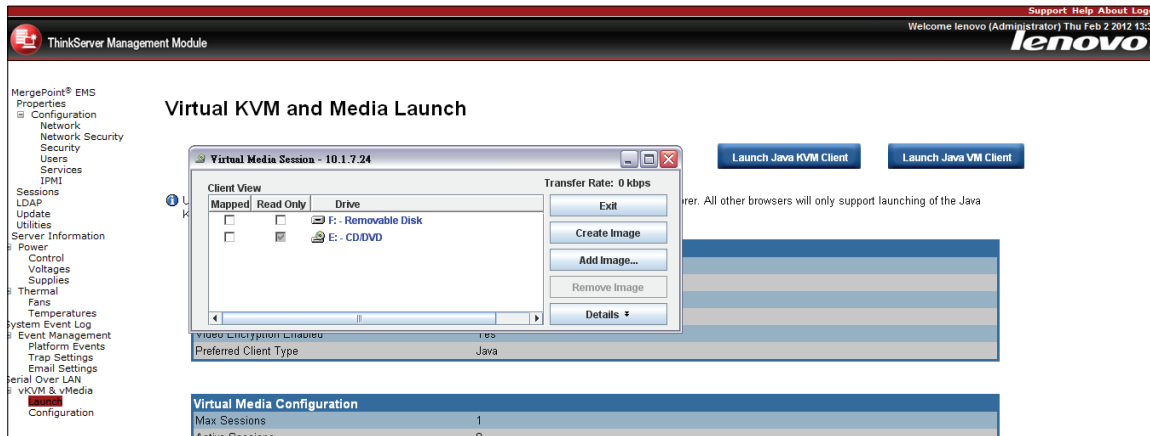 Support Help About Log
Welcome lenovo (Administrator) Thu Feb 2 2012 13:3
ThinkServer Management Module
lenovo
MergePoint® EMS
Properties
Configuration
Network
Network Security
Security
Users
Services
IPMI
Sessions
LDAP
Update
Utilities
Server Information
Power
Control
Voltages
Supplies
Thermal
Fans
Temperatures
System Event Log
Event Management
Platform Events
Trap Settings
Email Settings
Serial Over LAN
vKVM & vMedia
Launch
Configuration
Virtual KVM and Media Launch
Launch Java KVM Client
Launch Java VM Client
rer. All other browsers will only support launching of the Java
Virtual Media Session - 10.1.7.24
Client View
Transfer Rate: 0 kbps
Mapped Read Only Drive
F: - Removable Disk
E: - CD/DVD
Exit
Create Image
Add Image...
Remove Image
Details
Video Encryption Enabled Yes
Preferred Client Type Java
Virtual Media Configuration
Max Sessions 1